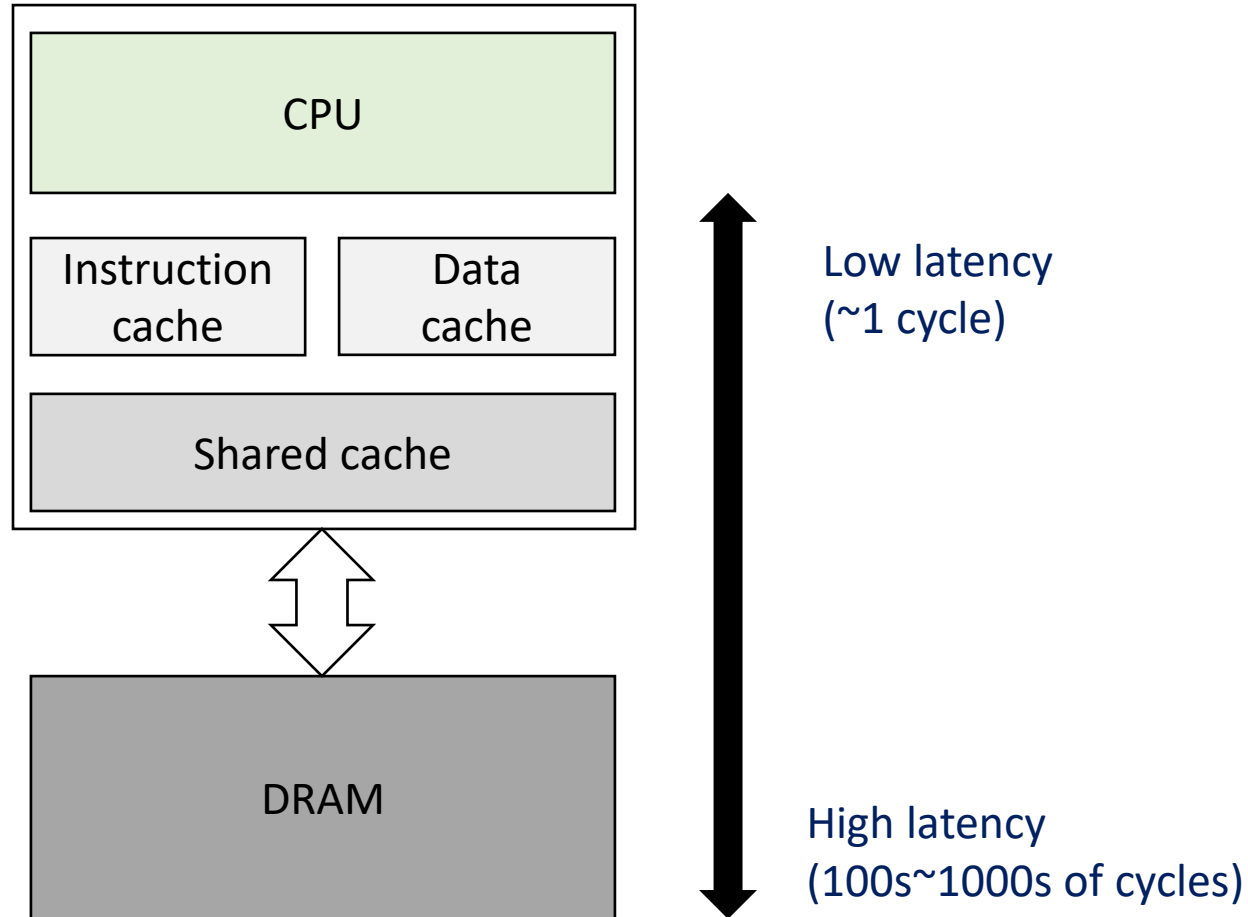 CPU
Instruction
cache
Data
cache
Shared cache
DRAM
Low latency
(~1 cycle)
High latency
(100s~1000s of cycles)